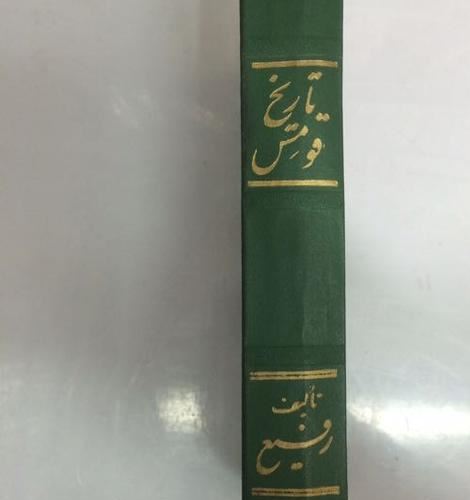 تاریخ
قومس
تألیف
رفیع